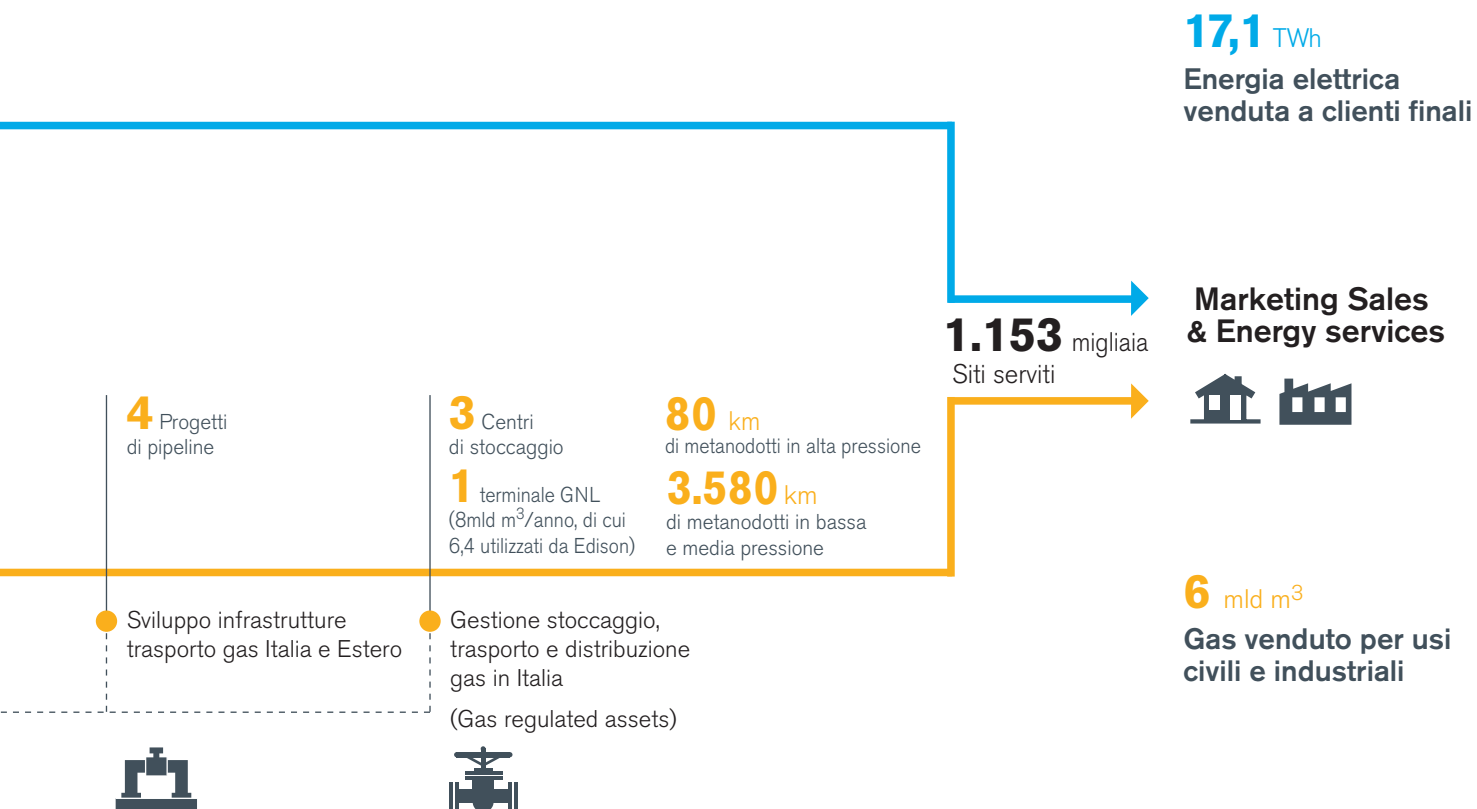 17,1 TWh
Energia elettrica
venduta a clienti finali
Marketing Sales
& Energy services
1.153 migliaia
Siti serviti
4 Progetti
di pipeline
3 Centri
di stoccaggio
1 terminale GNL
(8mld m³/anno, di cui
6,4 utilizzati da Edison)
80 km
di metanodotti in alta pressione
3.580 km
di metanodotti in bassa
e media pressione
Sviluppo infrastrutture
trasporto gas Italia e Estero
Gestione stoccaggio,
trasporto e distribuzione
gas in Italia
(Gas regulated assets)
6 mld m³
Gas venduto per usi
civili e industriali